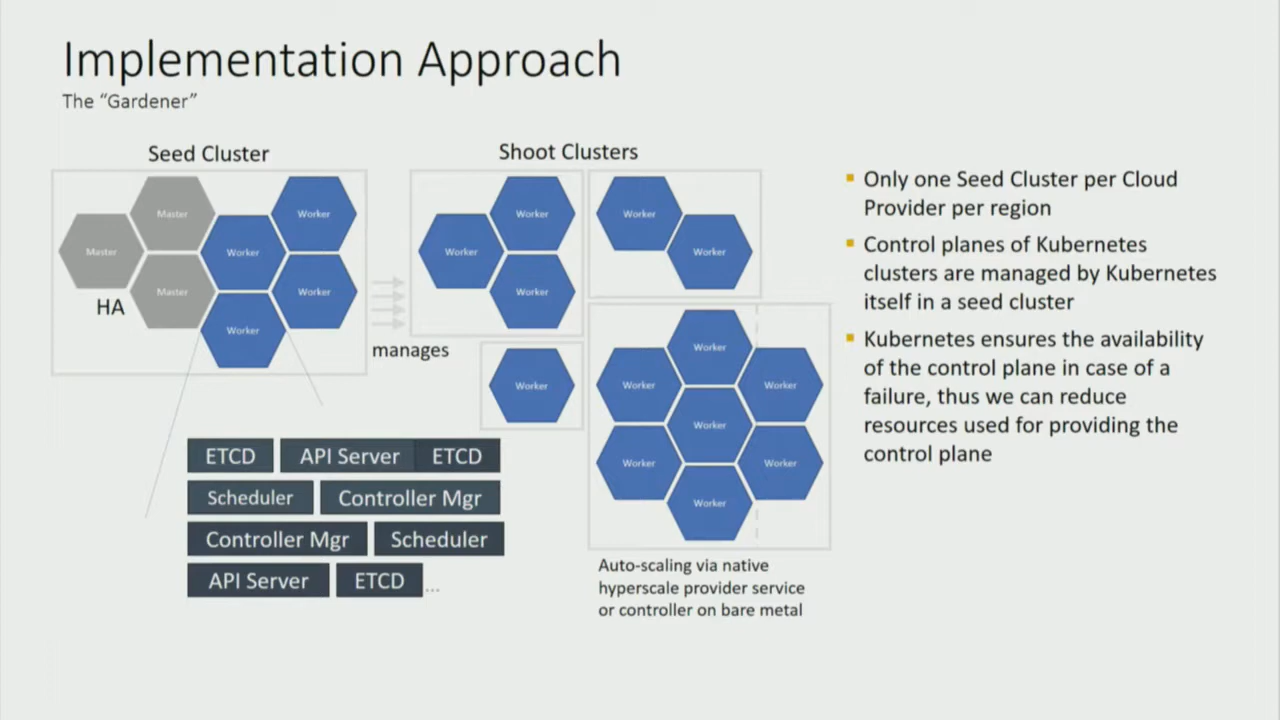 Implementation Approach
The “Gardener”
Seed Cluster
Master
Master
Master
HA
Worker
Worker
Worker
Worker
manages
Shoot Clusters
Worker
Worker
Worker
Worker
Worker
Worker
Worker
Worker
Worker
Worker
Worker
Worker
Worker
Auto-scaling via native
hyperscale provider service
or controller on bare metal
ETCD
API Server
ETCD
Scheduler
Controller Mgr
Controller Mgr
Scheduler
API Server
ETCD
...
Only one Seed Cluster per Cloud
Provider per region
Control planes of Kubernetes
clusters are managed by Kubernetes
itself in a seed cluster
Kubernetes ensures the availability
of the control plane in case of a
failure, thus we can reduce
resources used for providing the
control plane